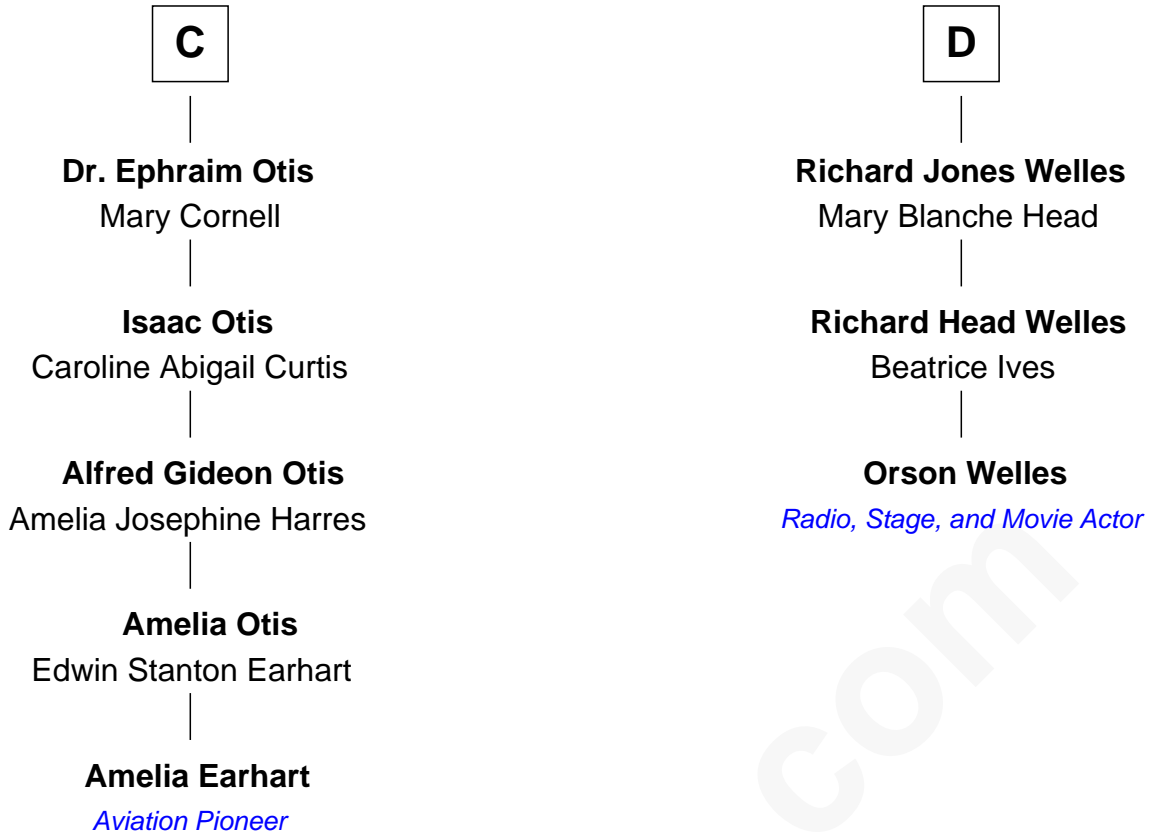 C
Dr. Ephraim Otis
Mary Cornell
Isaac Otis
Caroline Abigail Curtis
Alfred Gideon Otis
Amelia Josephine Harres
Amelia Otis
Edwin Stanton Earhart
Amelia Earhart
Aviation Pioneer
D
Richard Jones Welles
Mary Blanche Head
Richard Head Welles
Beatrice Ives
Orson Welles
Radio, Stage, and Movie Actor
com